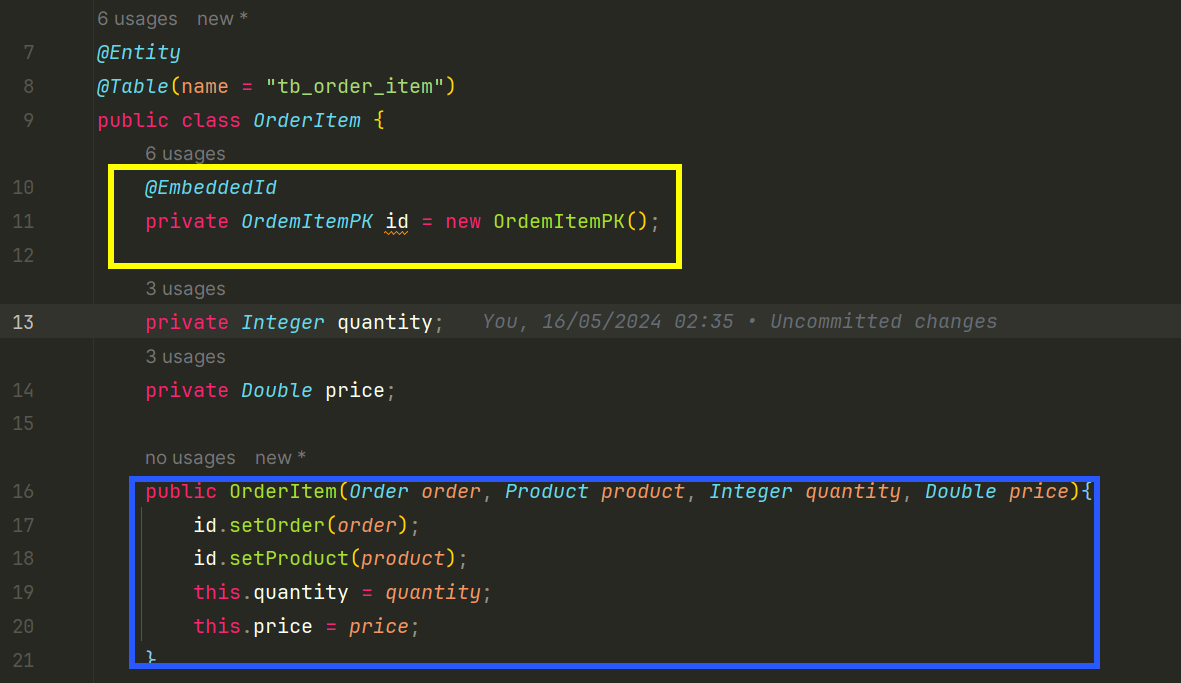 6 usages new *
7 @Entity
8 @Table(name = "tb_order_item")
9 public class OrderItem {
6 usages
10 @EmbeddedId
11 private OrdemItemPK id = new OrdemItemPK();
12
3 usages
13 private Integer quantity; You, 16/05/2024 02:35 • Uncommitted changes
3 usages
14 private Double price;
15
no usages new *
16 public OrderItem(Order order, Product product, Integer quantity, Double price){
17 id.setOrder(order);
18 id.setProduct(product);
19 this.quantity = quantity;
20 this.price = price;
21 }